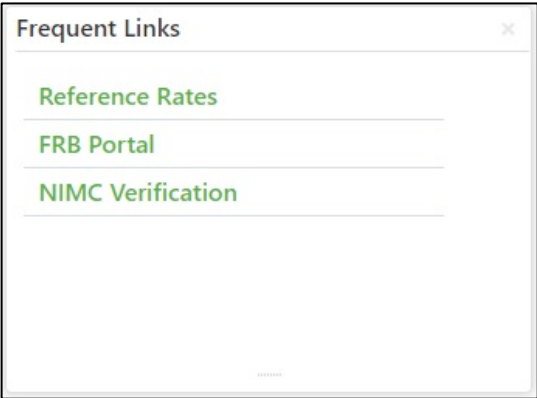 Frequent Links
Reference Rates
FRB Portal
NIMC Verification